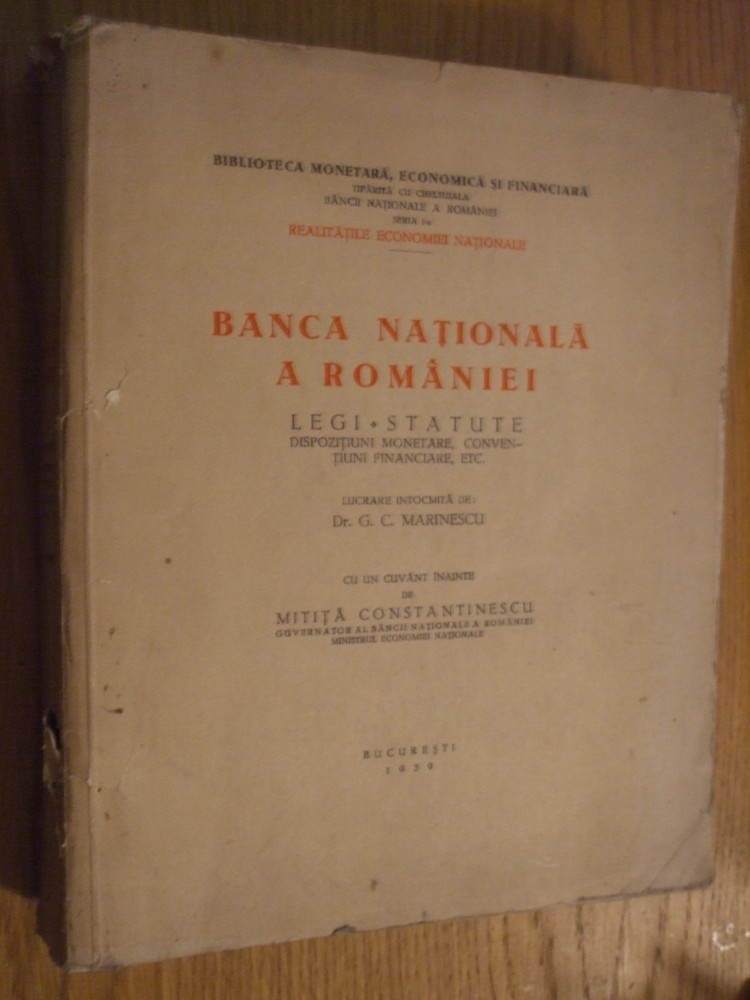 BIBLIOTECA MONETARĂ, ECONOMICĂ ȘI FINANCIARĂ
TIPĂRITĂ CU CHELTUIALA
BĂNCII NAȚIONALE A ROMÂNIEI
SERIA I-a
REALITĂȚILE ECONOMIEI NAȚIONALE
BANCA NAȚIONALĂ
A ROMÂNIEI
LEGI • STATUTE
DISPOZIȚIUNI MONETARE, CONVEN-
ȚIUNI FINANCIARE, ETC.
LUCRARE INTOCMITĂ DE:
Dr. G. C. MARINESCU
CU UN CUVÂNT ÎNAINTE
DE
MITIȚĂ CONSTANTINESCU
GUVERNATOR AL BĂNCII NAȚIONALE A ROMÂNIEI
MINISTRUL ECONOMIEI NAȚIONALE
BUCUREȘTI
1939